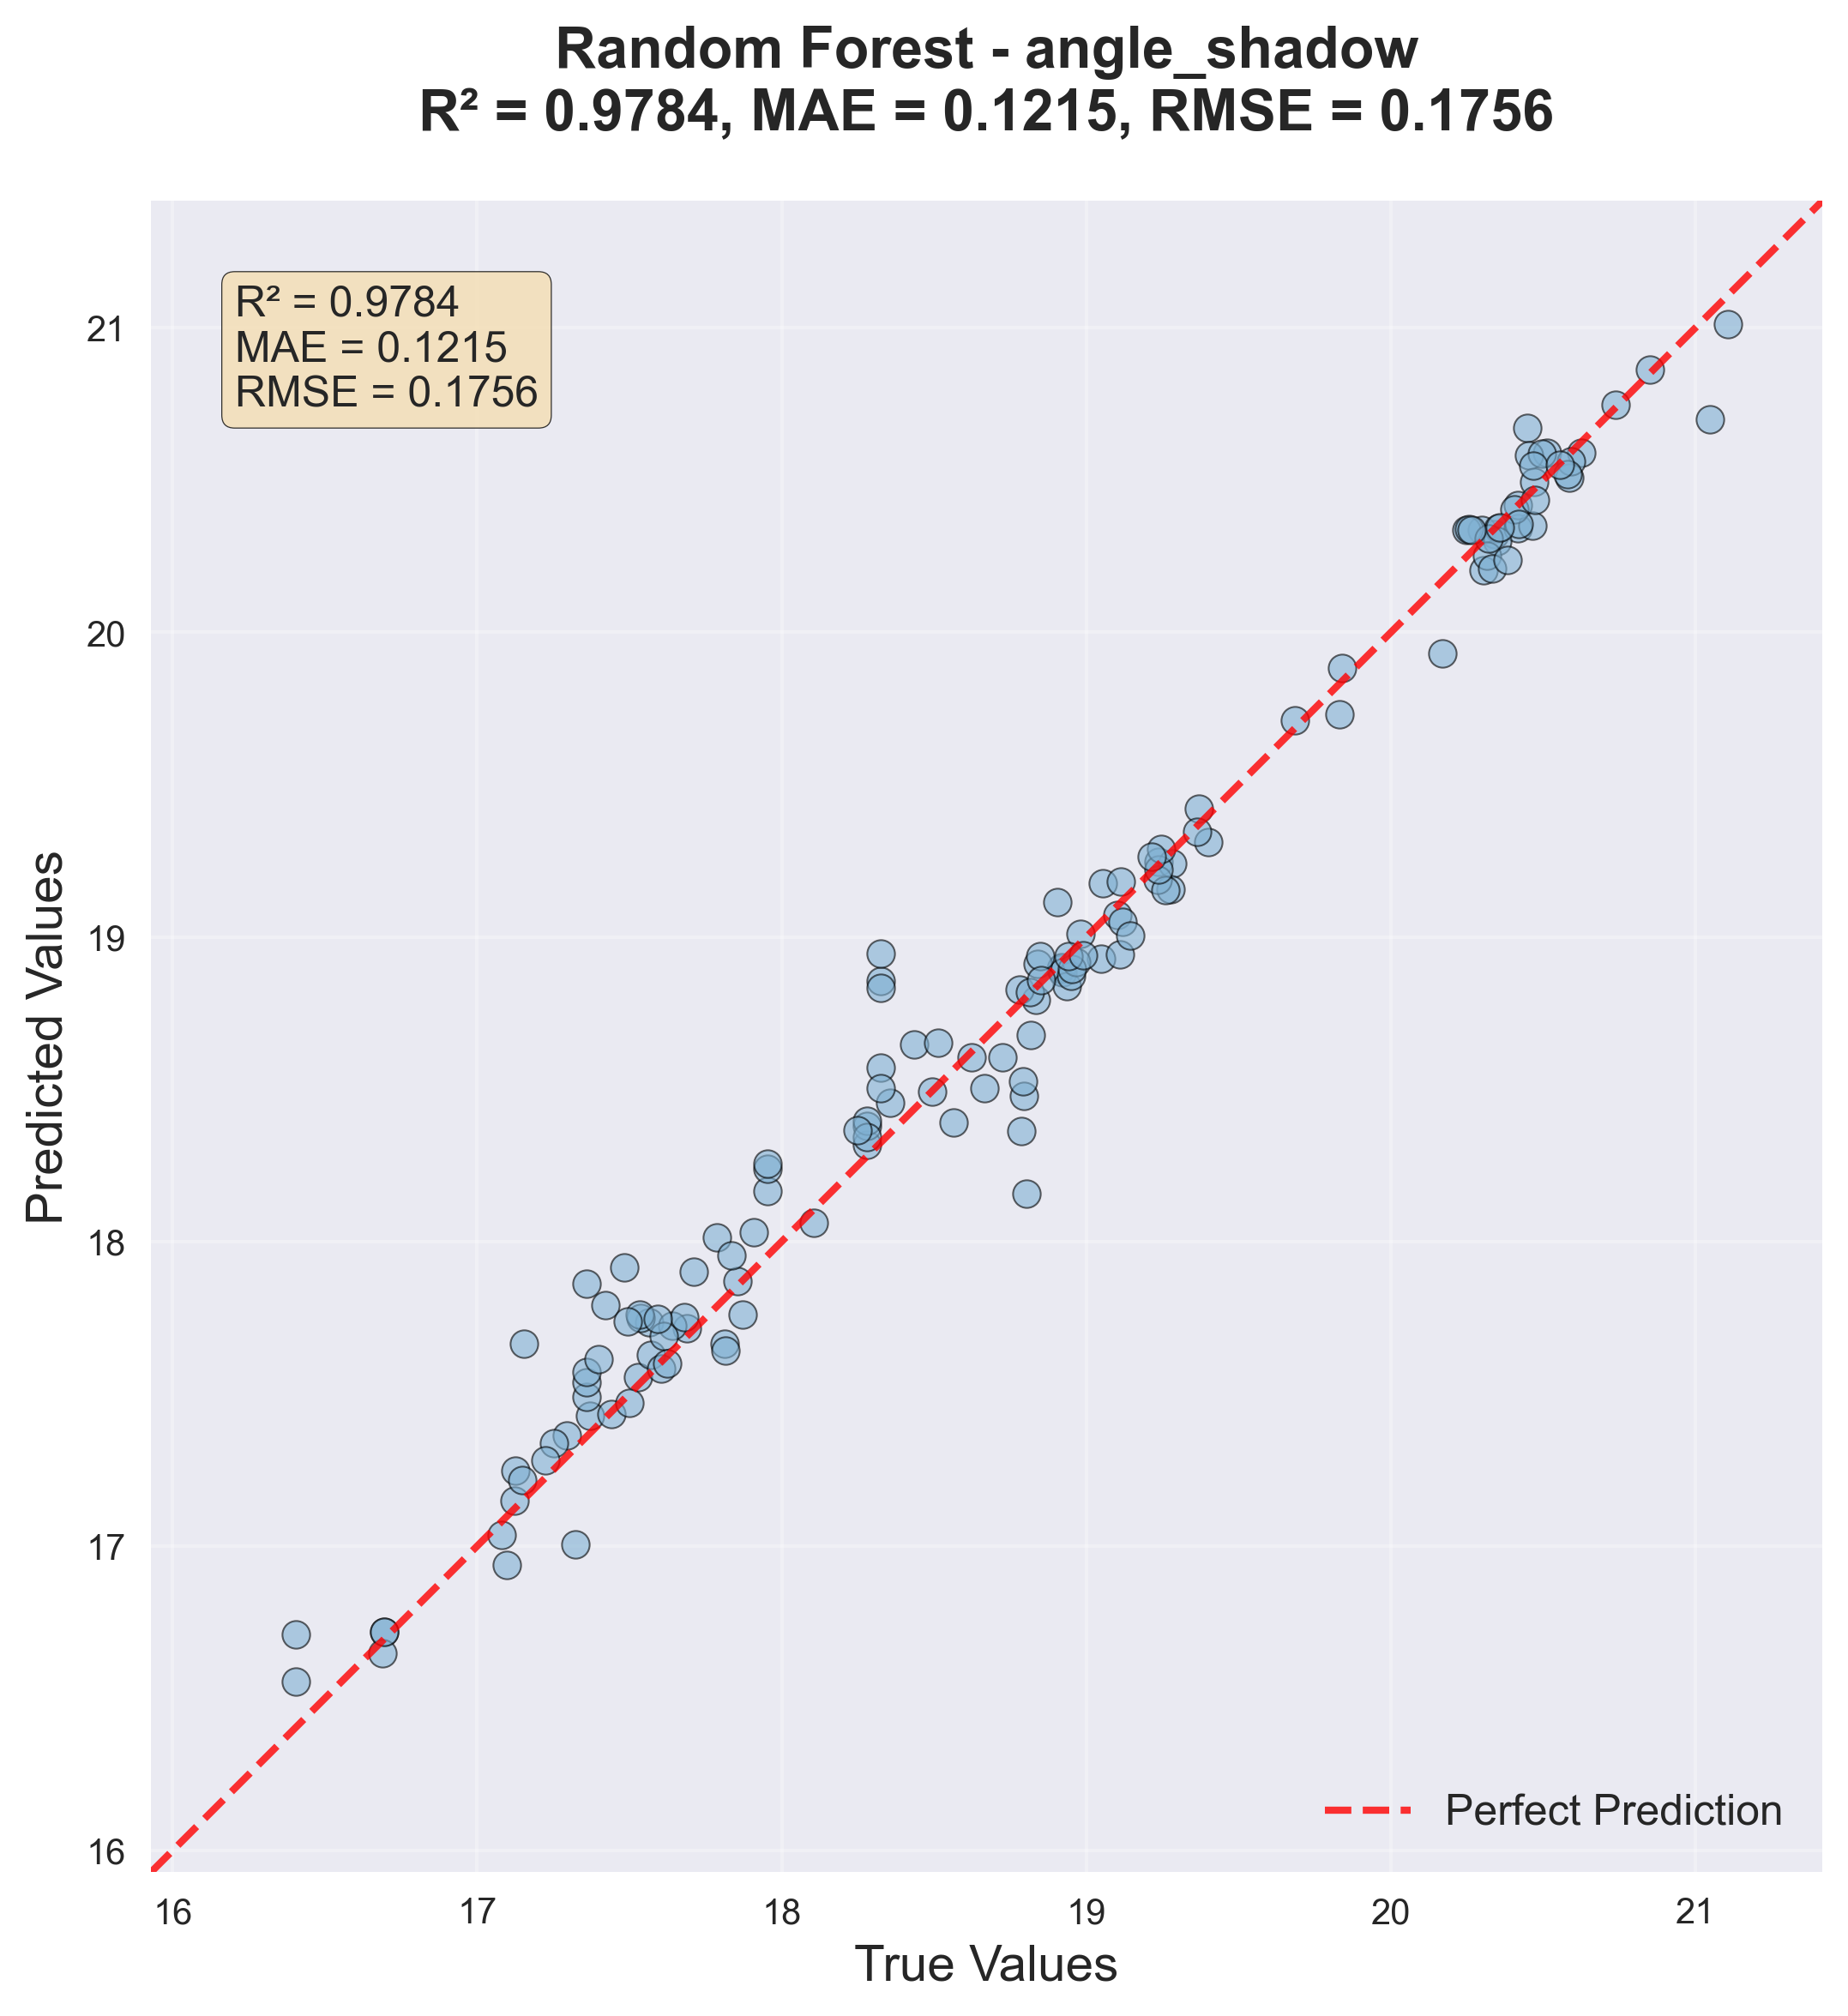 Random Forest - angle_shadow
R² = 0.9784, MAE = 0.1215, RMSE = 0.1756
R² = 0.9784
MAE = 0.1215
RMSE = 0.1756
21
20
19
18
17
16
Predicted Values
Perfect Prediction
16 17 18 19 20 21
True Values